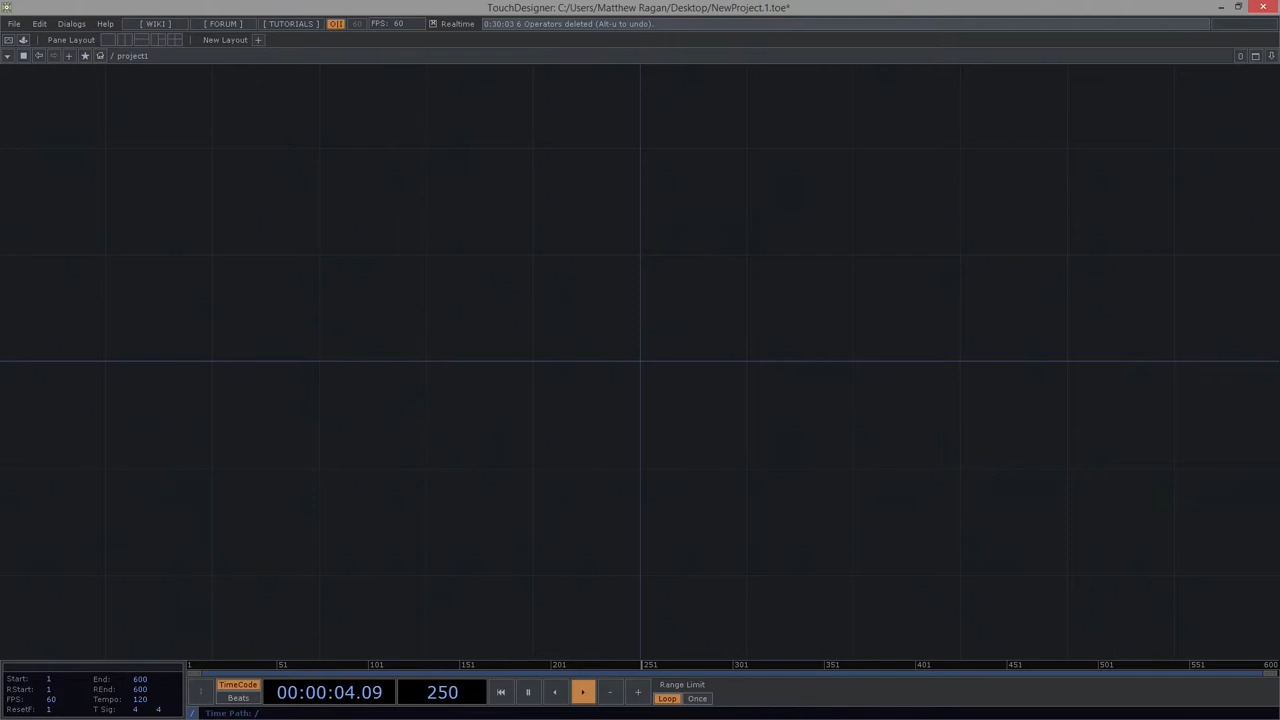 TouchDesigner: C:/Users/Matthew Ragan/Desktop/NewProject.1.toe*
File Edit Dialogs Help [ WIKI ] [ FORUM ] [ TUTORIALS ] O|I 60 FPS: 60 Realtime 0:30:03 6 Operators deleted (Alt-u to undo).
Pane Layout New Layout +
/ project1
1 51 101 151 201 251 301 351 401 451 501 551 600
Start: 1 End: 600
RStart: 1 REnd: 600
FPS: 60 Tempo: 120
ResetF: 1 T Sig: 4 4
TimeCode
Beats
00:00:04.09 250
- +
Range Limit
Loop Once
/ Time Path: /